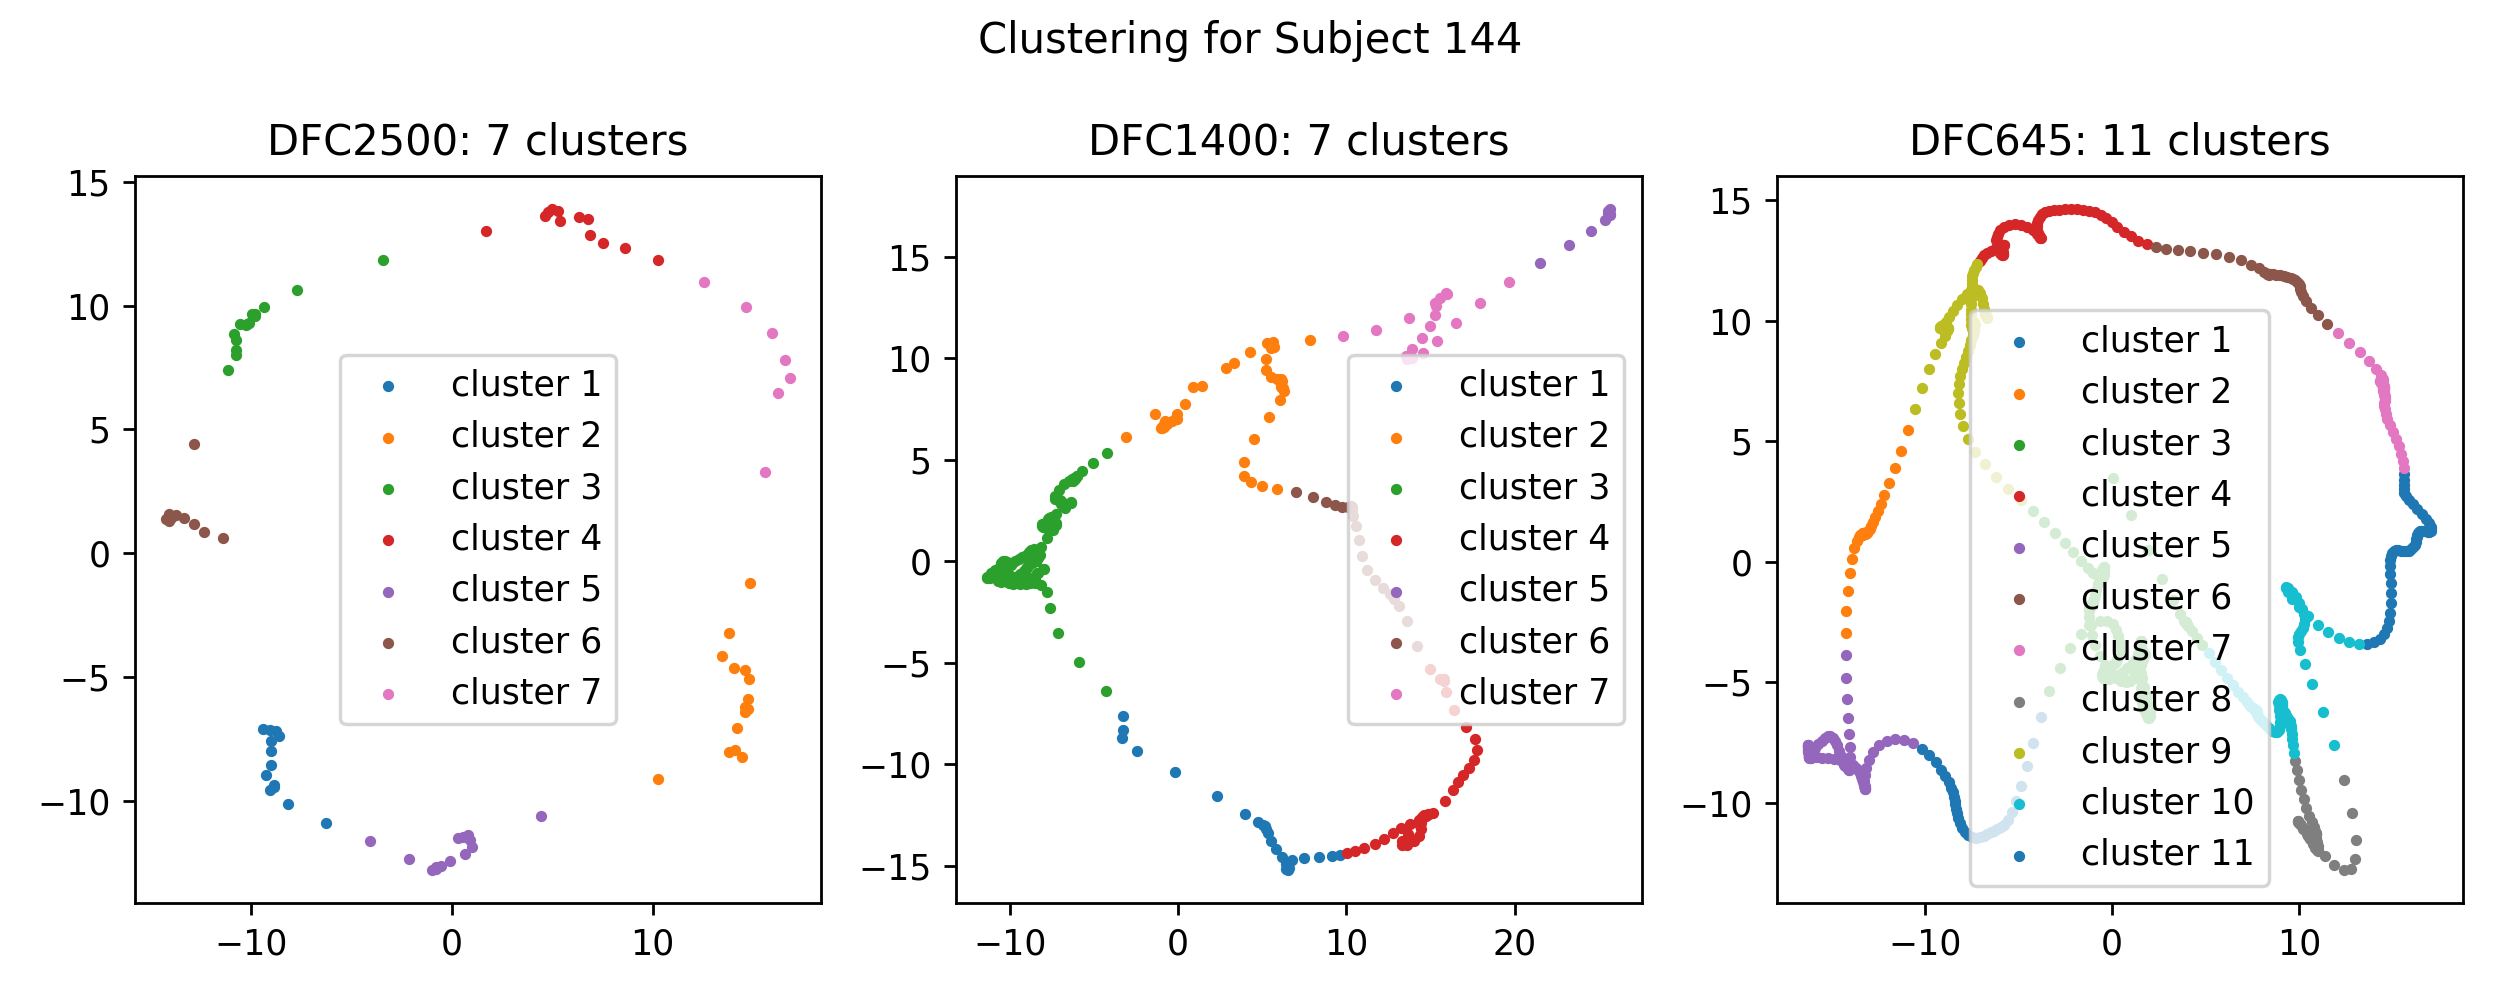 Clustering for Subject 144
DFC2500: 7 clusters
15
10
5
0
−5
−10
−10
0
10
cluster 1
cluster 2
cluster 3
cluster 4
cluster 5
cluster 6
cluster 7
DFC1400: 7 clusters
15
10
5
0
−5
−10
−15
−10
0
10
20
cluster 1
cluster 2
cluster 3
cluster 4
cluster 5
cluster 6
cluster 7
DFC645: 11 clusters
15
10
5
0
−5
−10
−10
0
10
cluster 1
cluster 2
cluster 3
cluster 4
cluster 5
cluster 6
cluster 7
cluster 8
cluster 9
cluster 10
cluster 11